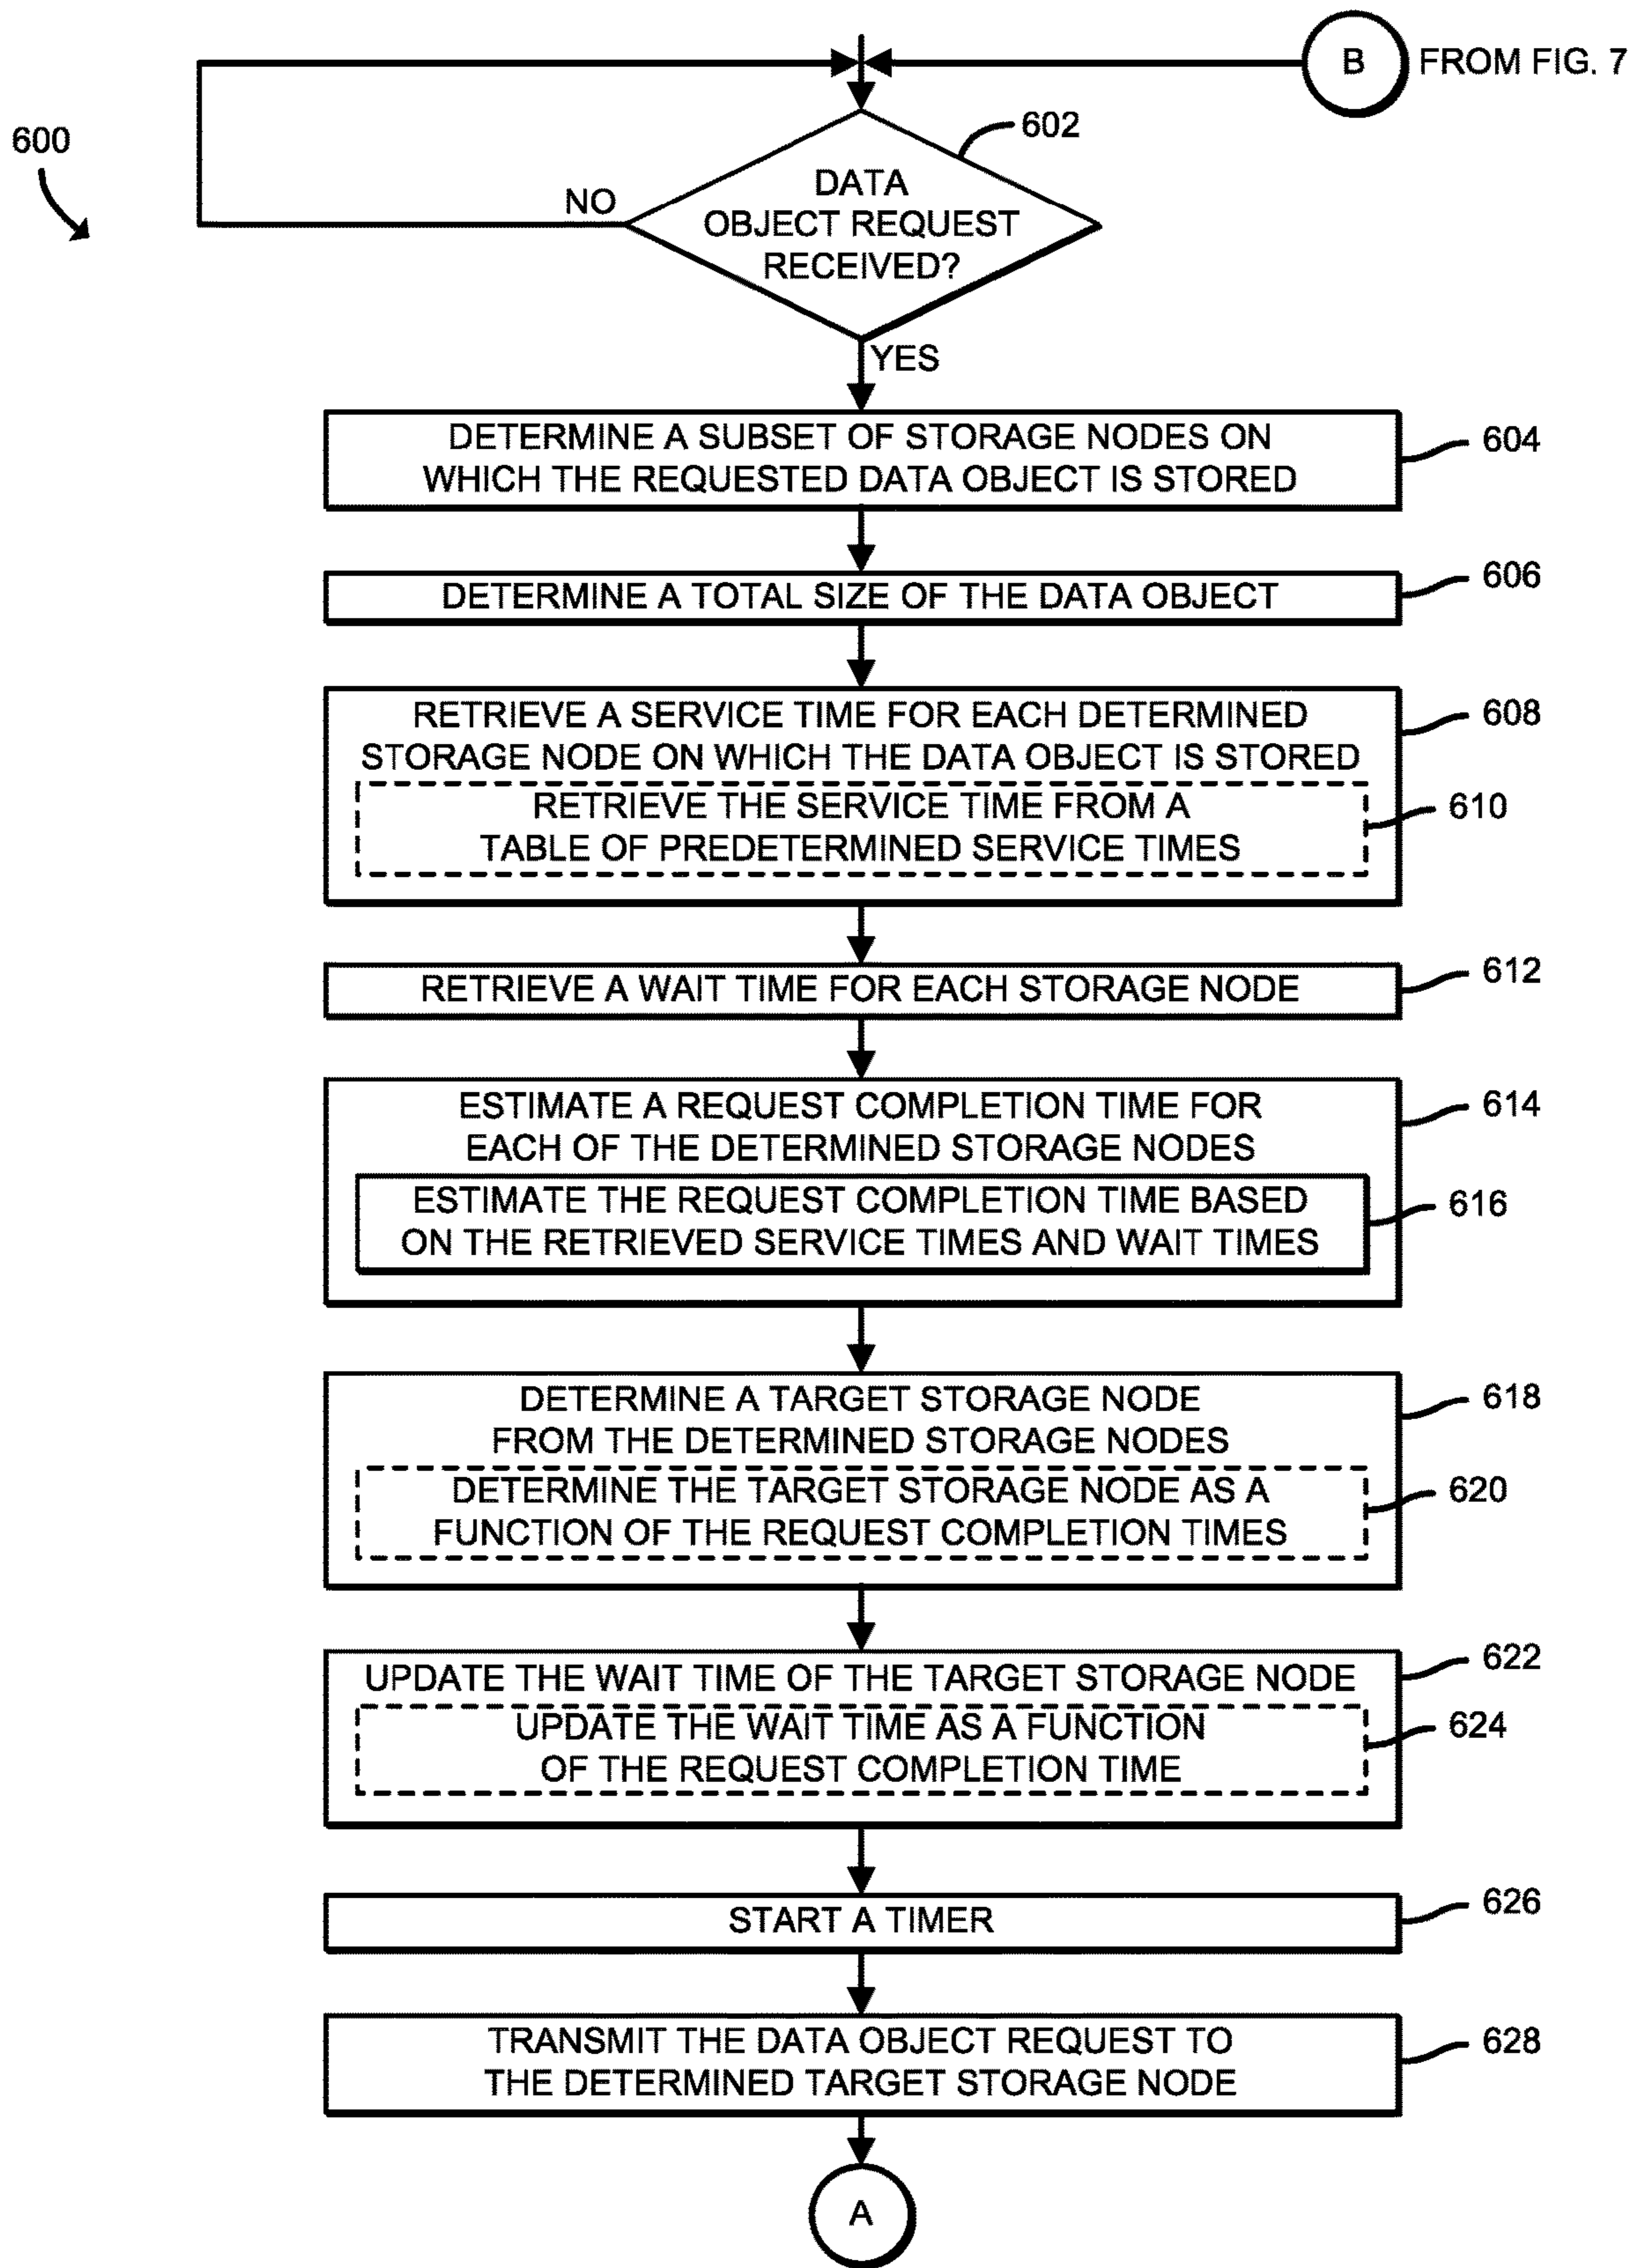 B
FROM FIG. 7
600
602
DATA
OBJECT REQUEST
RECEIVED?
NO
YES
DETERMINE A SUBSET OF STORAGE NODES ON
WHICH THE REQUESTED DATA OBJECT IS STORED
604
DETERMINE A TOTAL SIZE OF THE DATA OBJECT
606
RETRIEVE A SERVICE TIME FOR EACH DETERMINED
STORAGE NODE ON WHICH THE DATA OBJECT IS STORED
608
RETRIEVE THE SERVICE TIME FROM A
TABLE OF PREDETERMINED SERVICE TIMES
610
RETRIEVE A WAIT TIME FOR EACH STORAGE NODE
612
ESTIMATE A REQUEST COMPLETION TIME FOR
EACH OF THE DETERMINED STORAGE NODES
614
ESTIMATE THE REQUEST COMPLETION TIME BASED
ON THE RETRIEVED SERVICE TIMES AND WAIT TIMES
616
DETERMINE A TARGET STORAGE NODE
FROM THE DETERMINED STORAGE NODES
618
DETERMINE THE TARGET STORAGE NODE AS A
FUNCTION OF THE REQUEST COMPLETION TIMES
620
UPDATE THE WAIT TIME OF THE TARGET STORAGE NODE
622
UPDATE THE WAIT TIME AS A FUNCTION
OF THE REQUEST COMPLETION TIME
624
START A TIMER
626
TRANSMIT THE DATA OBJECT REQUEST TO
THE DETERMINED TARGET STORAGE NODE
628
A